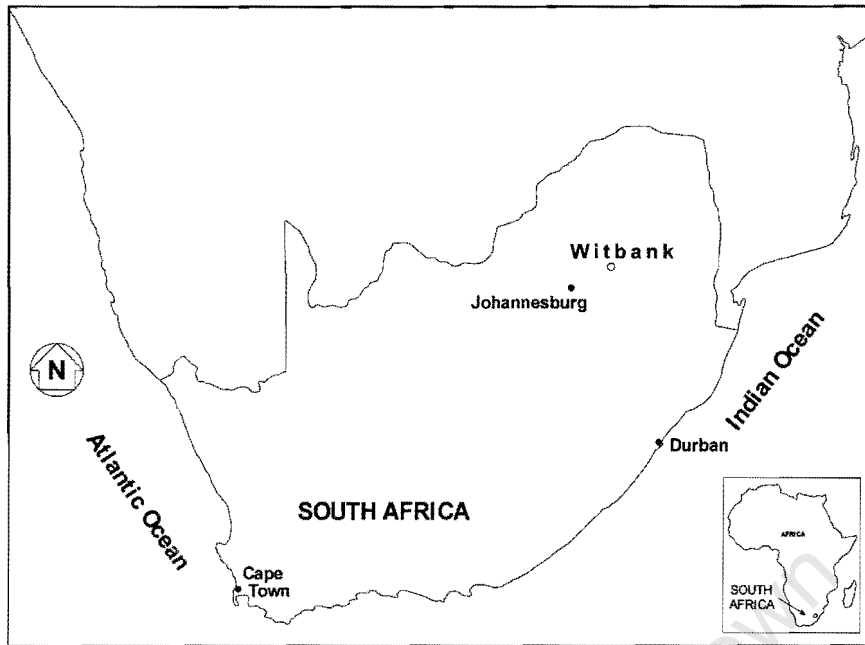 Witbank
Johannesburg
N
Indian Ocean
Atlantic Ocean
Durban
SOUTH AFRICA
Cape
Town
AFRICA
SOUTH
AFRICA